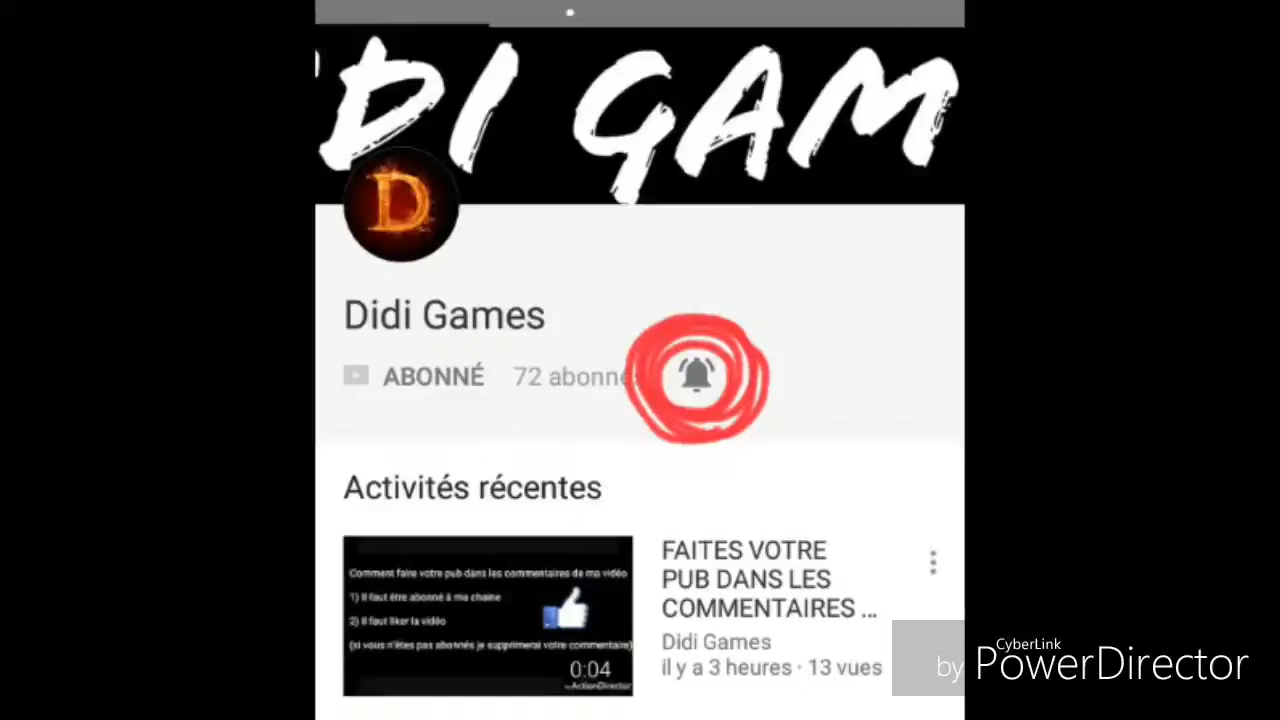 DI GAM
D
Didi Games
ABONNÉ 72 abonné
Activités récentes
Comment faire votre pub dans les commentaires de ma vidéo
1) Il faut être abonné à ma chaine
2) Il faut liker la vidéo
(si vous n'êtes pas abonnés je supprimerai votre commentaire)
0:04
ActionDirector
FAITES VOTRE
PUB DANS LES
COMMENTAIRES ...
Didi Games
il y a 3 heures · 13 vues
by CyberLink
PowerDirector